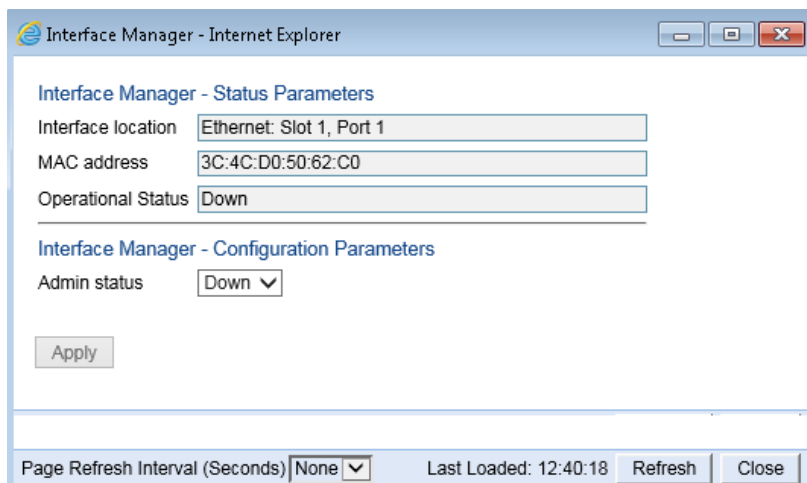 Interface Manager - Internet Explorer
Interface Manager - Status Parameters
Interface location Ethernet: Slot 1, Port 1
MAC address 3C:4C:D0:50:62:C0
Operational Status Down
Interface Manager - Configuration Parameters
Admin status Down
Apply
Page Refresh Interval (Seconds) None Last Loaded: 12:40:18 Refresh Close